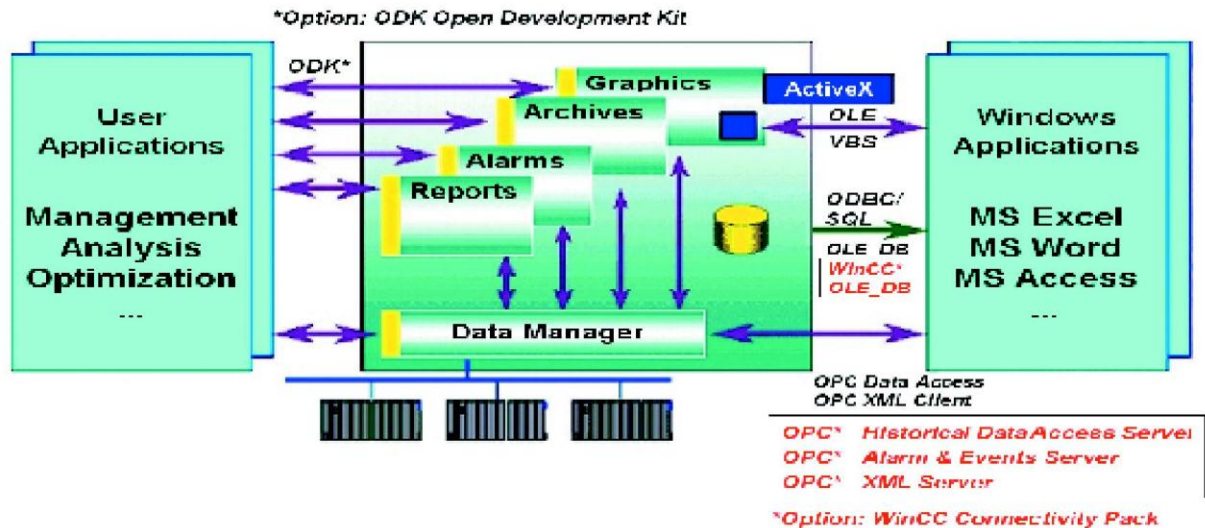 *Option: ODK Open Development Kit
User
Applications
Management
Analysis
Optimization
...
ODK*
Graphics
Archives
Alarms
Reports
Data Manager
ActiveX
OLE
VBS
ODBC/
SQL
OLE_DB
WinCC*
OLE_DB
Windows
Applications
MS Excel
MS Word
MS Access
...
OPC Data Access
OPC XML Client
OPC* Historical Data Access Server
OPC* Alarm & Events Server
OPC* XML Server
*Option: WinCC Connectivity Pack